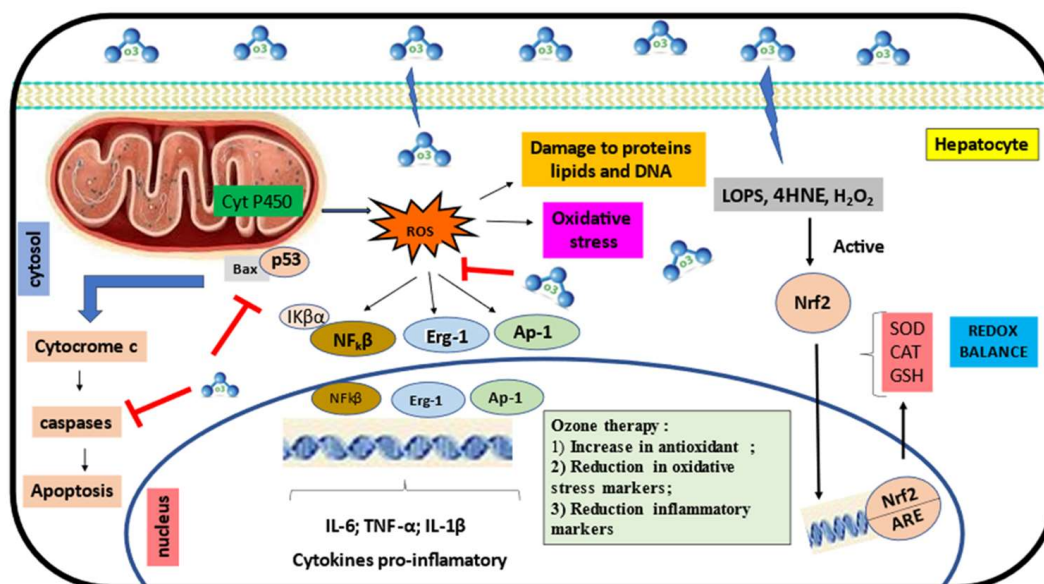 o3
o3
o3
o3
o3
o3
o3
o3
Hepatocyte
Damage to proteins
lipids and DNA
Cyt P450
ROS
Oxidative
stress
LOPS, 4HNE, H₂O₂
Active
cytosol
Bax
p53
o3
o3
Nrf2
IKβα
NFₖβ
Erg-1
Ap-1
SOD
CAT
GSH
REDOX
BALANCE
Cytocrome c
o3
caspases
NFkβ
Erg-1
Ap-1
Apoptosis
nucleus
IL-6; TNF-α; IL-1β
Cytokines pro-inflamatory
Ozone therapy :
1) Increase in antioxidant ;
2) Reduction in oxidative
stress markers;
3) Reduction inflammatory
markers
Nrf2
ARE